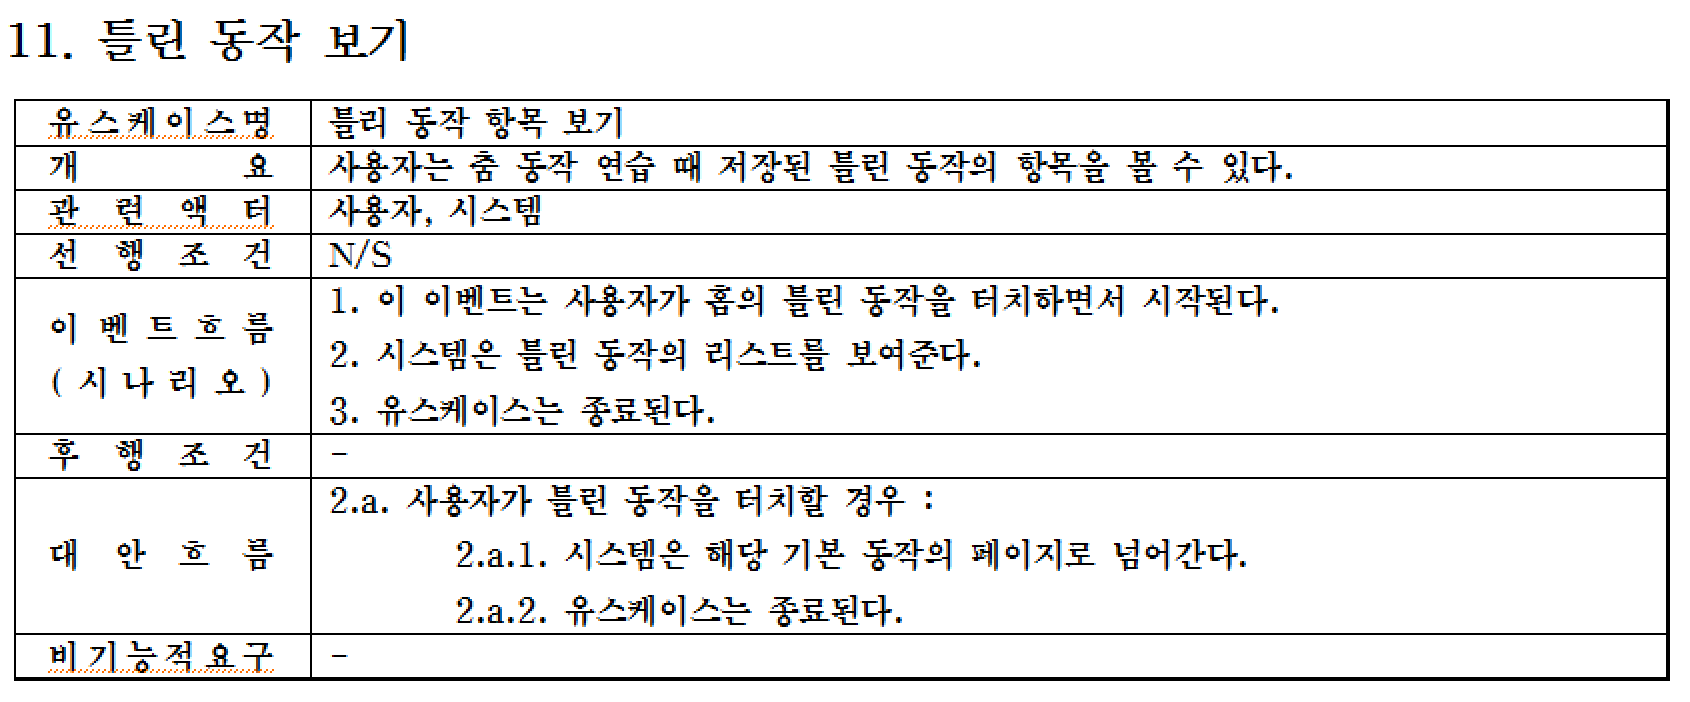 11. 틀린 동작 보기
유스케이스명 틀리 동작 항목 보기
개 요 사용자는 춤 동작 연습 때 저장된 틀린 동작의 항목을 볼 수 있다.
관 련 액 터 사용자, 시스템
선 행 조 건 N/S
이 벤 트 흐 름
( 시 나 리 오 )
1. 이 이벤트는 사용자가 홈의 틀린 동작을 터치하면서 시작된다.
2. 시스템은 틀린 동작의 리스트를 보여준다.
3. 유스케이스는 종료된다.
후 행 조 건 -
대 안 흐 름
2.a. 사용자가 틀린 동작을 터치할 경우 :
2.a.1. 시스템은 해당 기본 동작의 페이지로 넘어간다.
2.a.2. 유스케이스는 종료된다.
비기능적요구 -